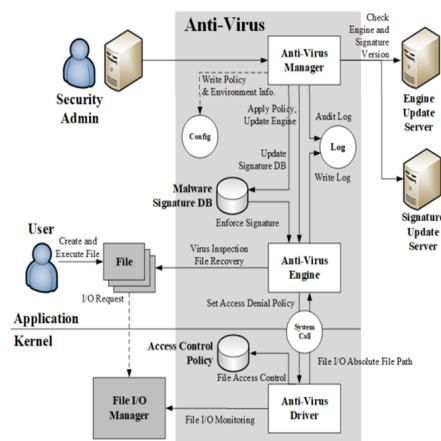 Anti-Virus
Check
Engine and
Signature
Version
Anti-Virus
Manager
Security
Admin
Write Policy
& Environment Info.
Engine
Update
Server
Apply Policy,
Update Engine
Audit Log
Config
Log
Update
Signature DB
Write Log
Malware
Signature DB
Signature
Update
Server
Enforce Signature
User
Create and
Execute File
File
Virus Inspection
File Recovery
Anti-Virus
Engine
I/O Request
Set Access Denial Policy
Application
System
Call
Kernel
Access Control
Policy
File I/O Absolute File Path
File Access Control
File I/O
Manager
File I/O Monitoring
Anti-Virus
Driver